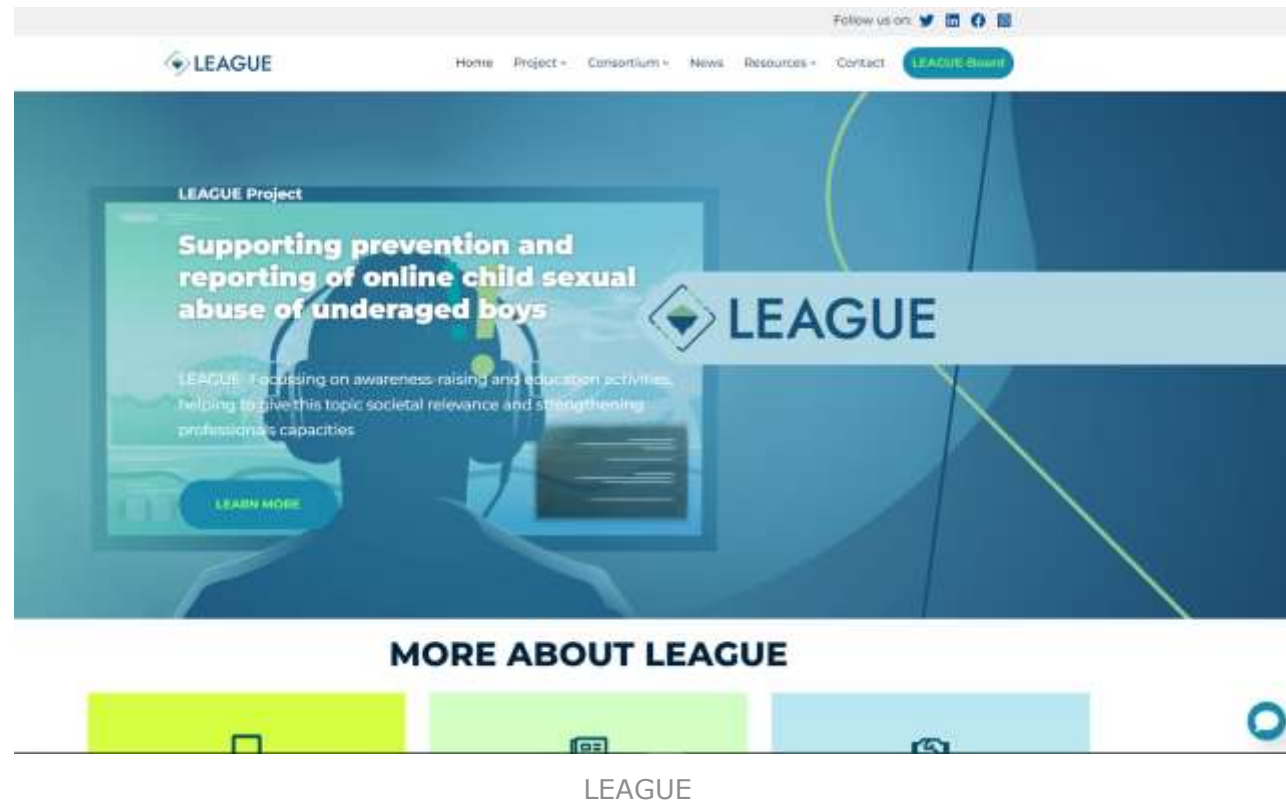 Follow us on:
LEAGUE
Home Project Consortium News Resources Contact LEAGUE-Board
LEAGUE Project
Supporting prevention and
reporting of online child sexual
abuse of underaged boys
LEAGUE
LEAGUE: Focussing on awareness-raising and education activities,
helping to give this topic societal relevance and strengthening
professionals capacities
LEARN MORE
MORE ABOUT LEAGUE
LEAGUE